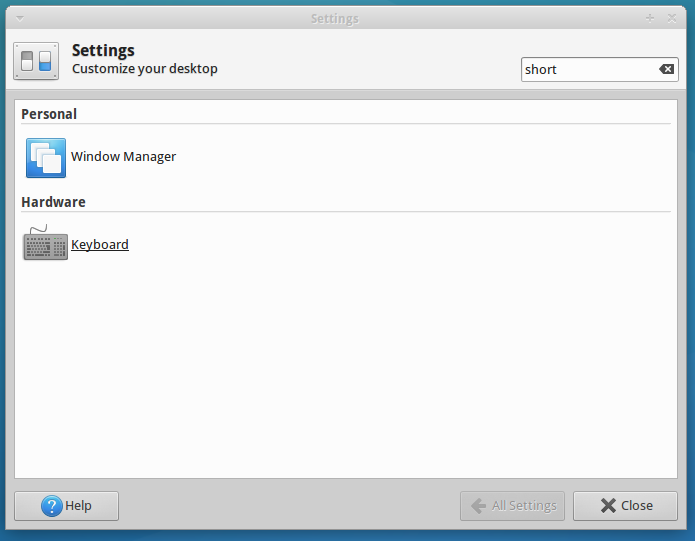 Settings
Settings
Customize your desktop
short
Personal
Window Manager
Hardware
Keyboard
? Help
All Settings
Close